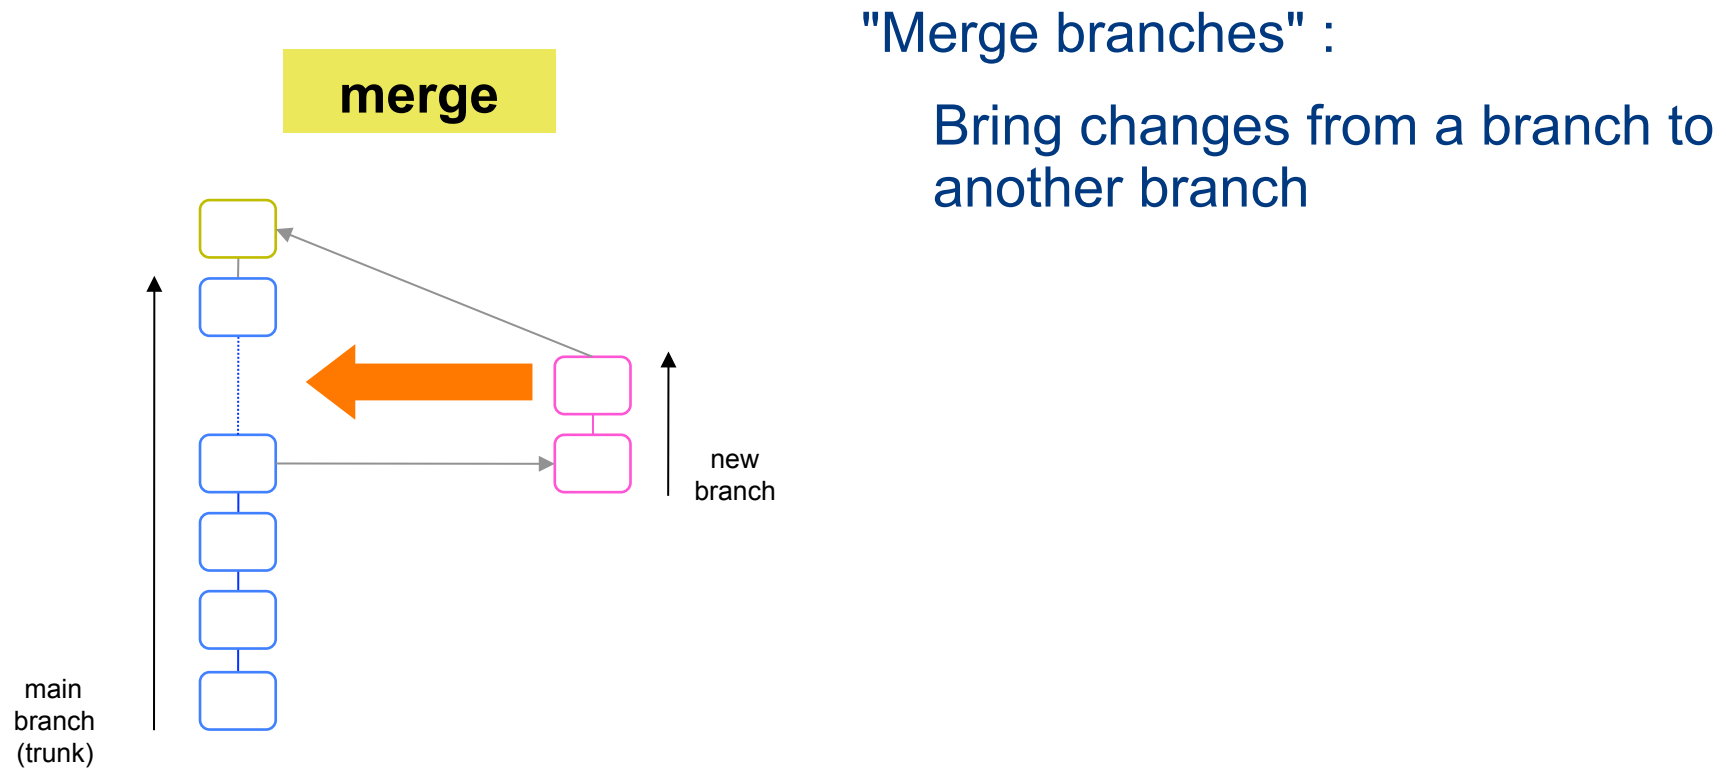 "Merge branches" :
merge
Bring changes from a branch to
another branch
new
branch
main
branch
(trunk)